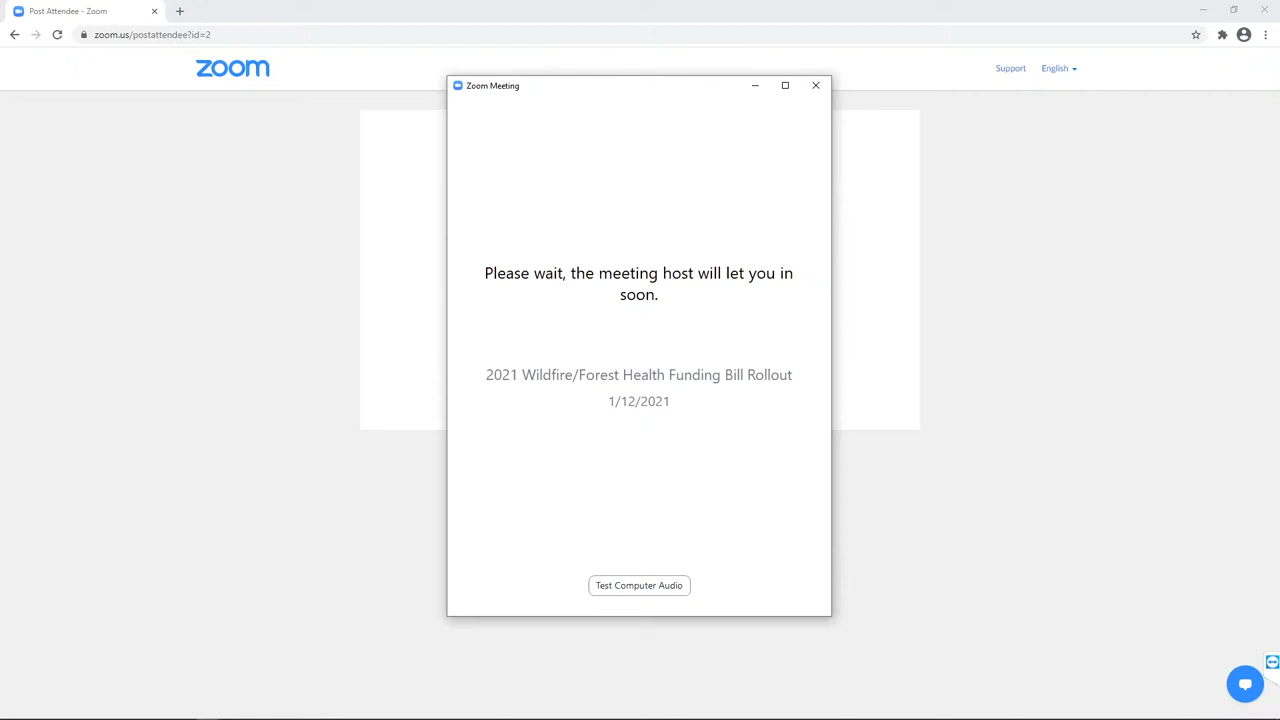 Post Attendee - Zoom
zoom.us/postattendee?id=2
zoom
Support
English
Zoom Meeting
Please wait, the meeting host will let you in
soon.
2021 Wildfire/Forest Health Funding Bill Rollout
1/12/2021
Test Computer Audio